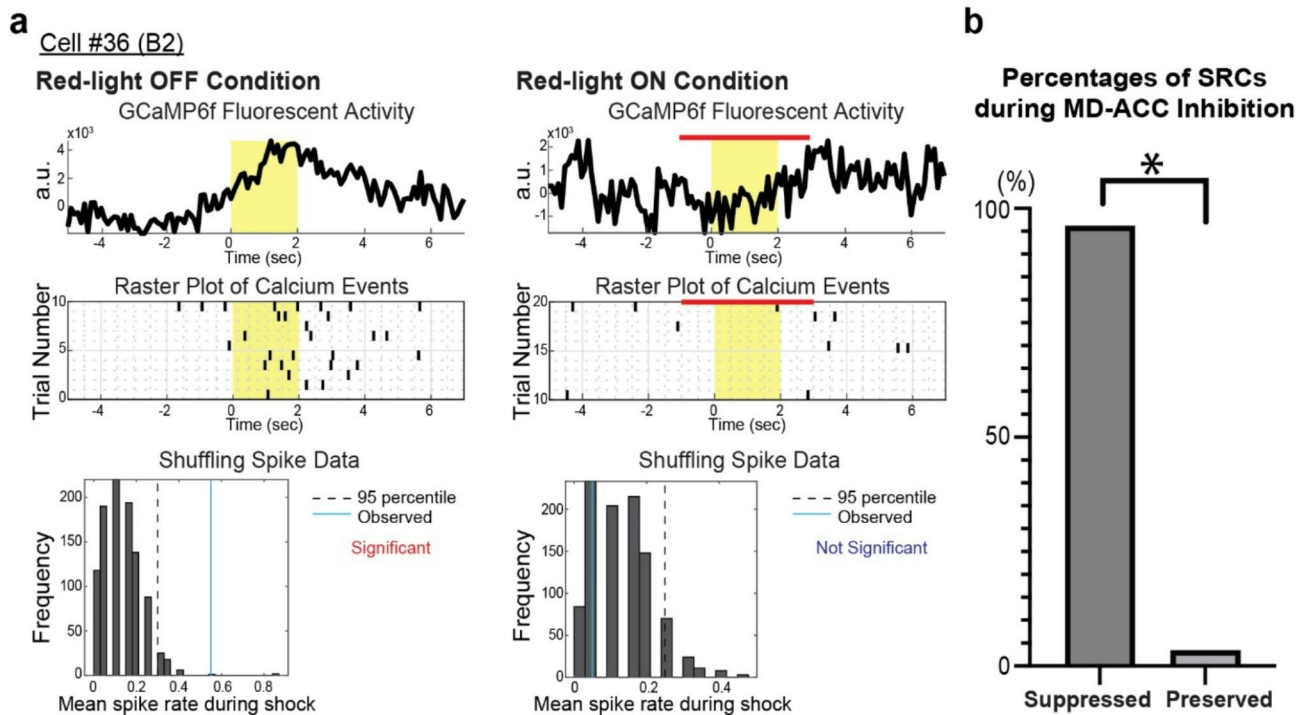 a
Cell #36 (B2)
Red-light OFF Condition
GCaMP6f Fluorescent Activity
x10³
a.u.
4
2
0
-4 -2 0 2 4 6
Time (sec)
Raster Plot of Calcium Events
Trial Number
10
5
0
-4 -2 0 2 4 6
Time (sec)
Shuffling Spike Data
Frequency
200
150
100
50
0
0 0.2 0.4 0.6 0.8
Mean spike rate during shock
95 percentile
Observed
Significant
Red-light ON Condition
GCaMP6f Fluorescent Activity
x10³
a.u.
2
1
0
-1
-4 -2 0 2 4 6
Time (sec)
Raster Plot of Calcium Events
Trial Number
20
15
10
-4 -2 0 2 4 6
Time (sec)
Shuffling Spike Data
Frequency
200
150
100
50
0
0 0.2 0.4
Mean spike rate during shock
95 percentile
Observed
Not Significant
b
Percentages of SRCs
during MD-ACC Inhibition
*
(%)
100
50
0
Suppressed Preserved